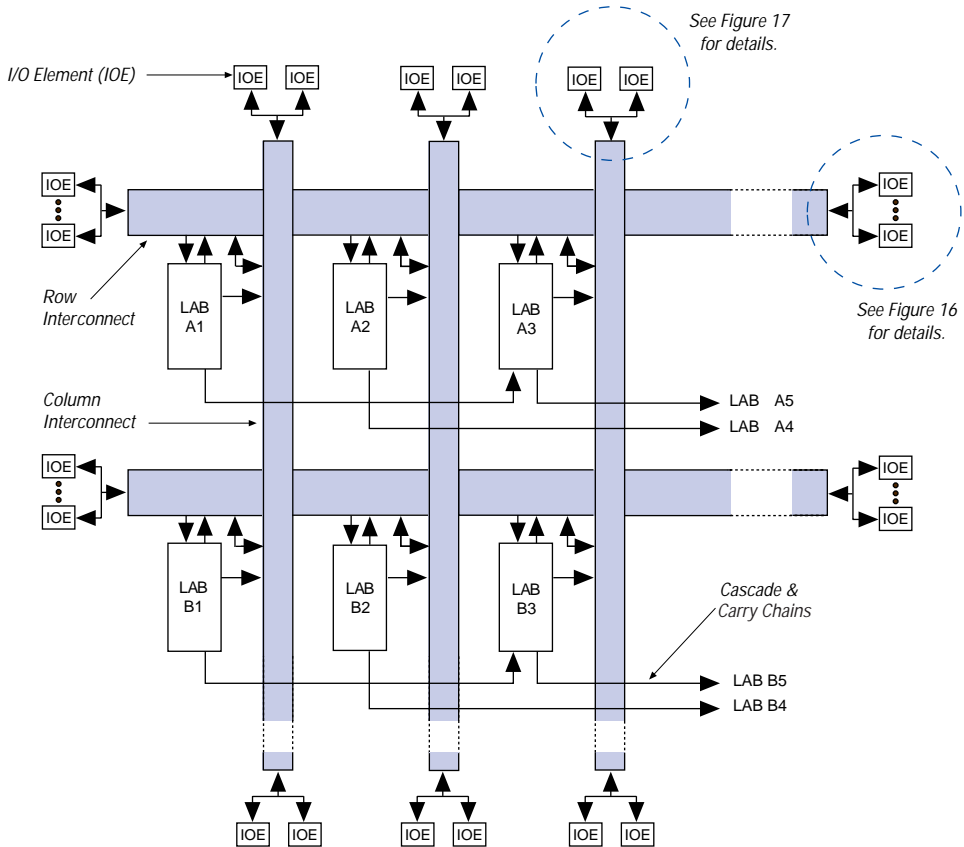 See Figure 17
for details.
I/O Element (IOE)
IOE IOE IOE IOE IOE IOE
IOE IOE
IOE IOE
Row
Interconnect
LAB
A1
LAB
A2
LAB
A3
See Figure 16
for details.
Column
Interconnect
LAB A5
LAB A4
IOE IOE
IOE IOE
LAB
B1
LAB
B2
LAB
B3
Cascade &
Carry Chains
LAB B5
LAB B4
IOE IOE IOE IOE IOE IOE